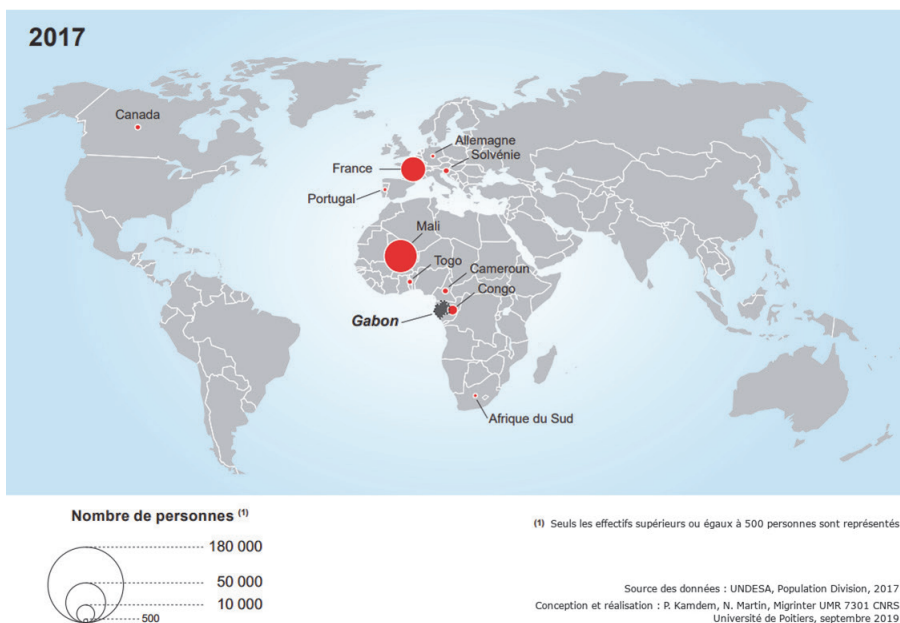 2017
Canada
Allemagne
Solvénie
France
Portugal
Mali
Togo
Cameroun
Congo
Gabon
Afrique du Sud
Nombre de personnes (1)
180 000
50 000
10 000
500
(1) Seuls les effectifs supérieurs ou égaux à 500 personnes sont représentés
Source des données : UNDESA, Population Division, 2017
Conception et réalisation : P. Kamdem, N. Martin, Migrinter UMR 7301 CNRS
Université de Poitiers, septembre 2019